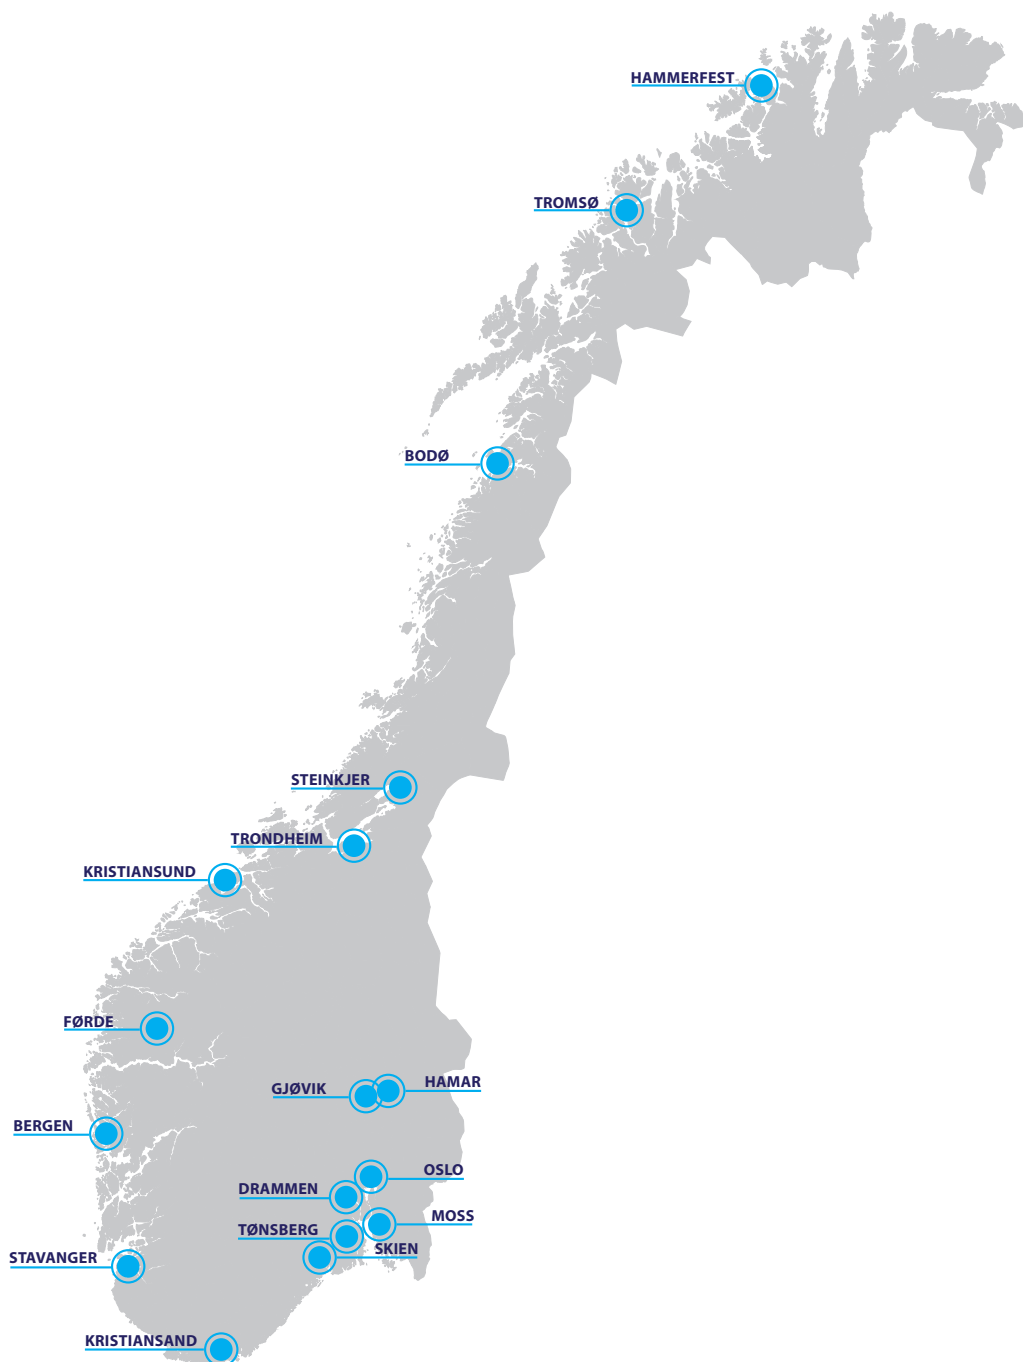 HAMMERFEST
TROMSØ
BODØ
STEINKJER
TRONDHEIM
KRISTIANSUND
FØRDE
HAMAR
GJØVIK
BERGEN
OSLO
DRAMMEN
MOSS
TØNSBERG
SKIEN
STAVANGER
KRISTIANSAND